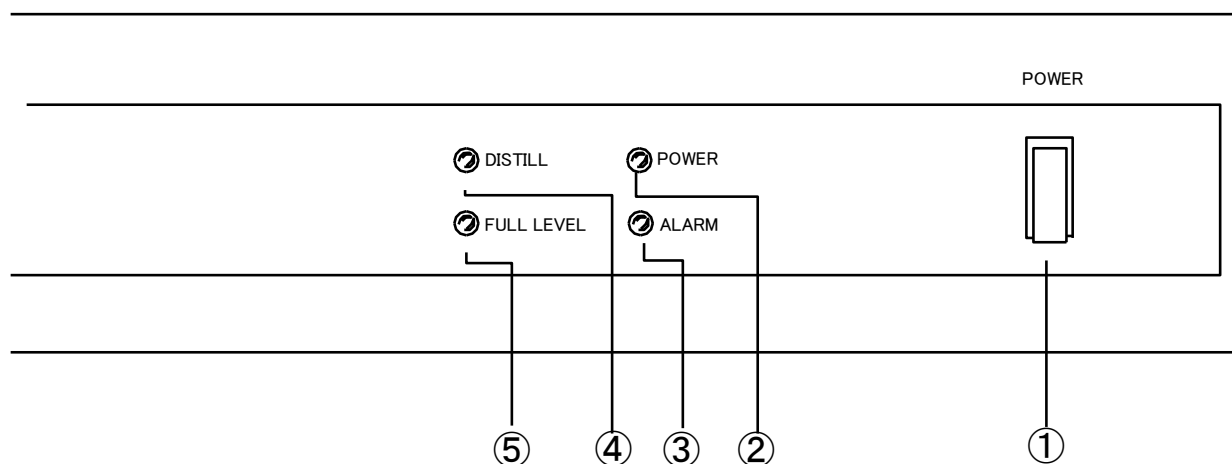 POWER
DISTILL POWER
FULL LEVEL ALARM
⑤ ④ ③ ② ①